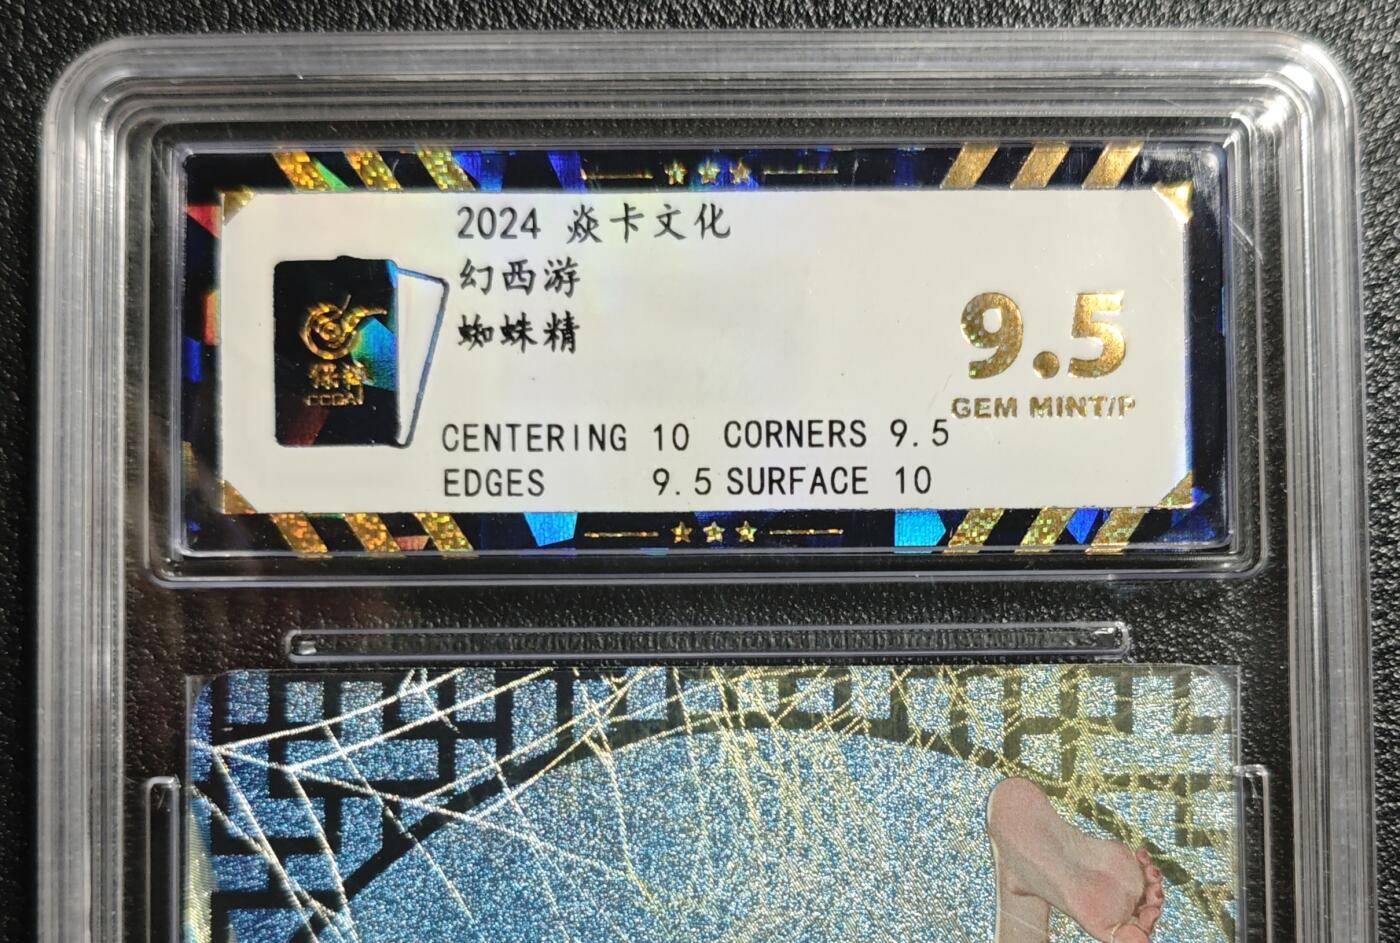 2024 焱卡文化
幻西游
蜘蛛精
CCGA
9.5
GEM MINT/P
CENTERING 10 CORNERS 9.5
EDGES 9.5 SURFACE 10